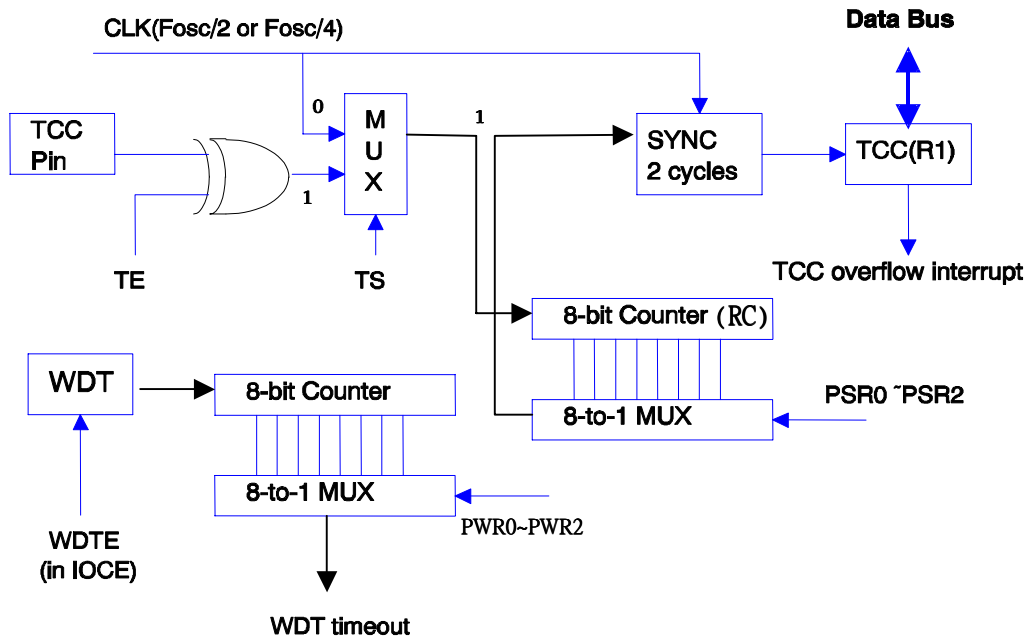 CLK(Fosc/2 or Fosc/4)
Data Bus
0
1
TCC
Pin
M
U
X
SYNC
2 cycles
TCC(R1)
1
TE
TS
TCC overflow interrupt
8-bit Counter (RC)
WDT
8-bit Counter
PSR0 ~PSR2
8-to-1 MUX
8-to-1 MUX
PWR0~PWR2
WDTE
(in IOCE)
WDT timeout